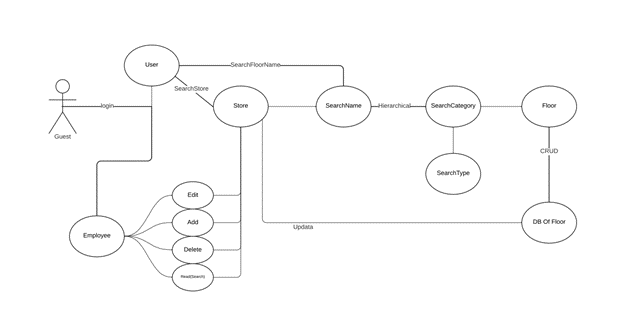 User
SearchFloorName
SearchStore
login
Guest
Store
SearchName
Hierarchical
SearchCategory
Floor
CRUD
SearchType
Edit
Add
Delete
Read(Search)
Employee
Updata
DB Of Floor